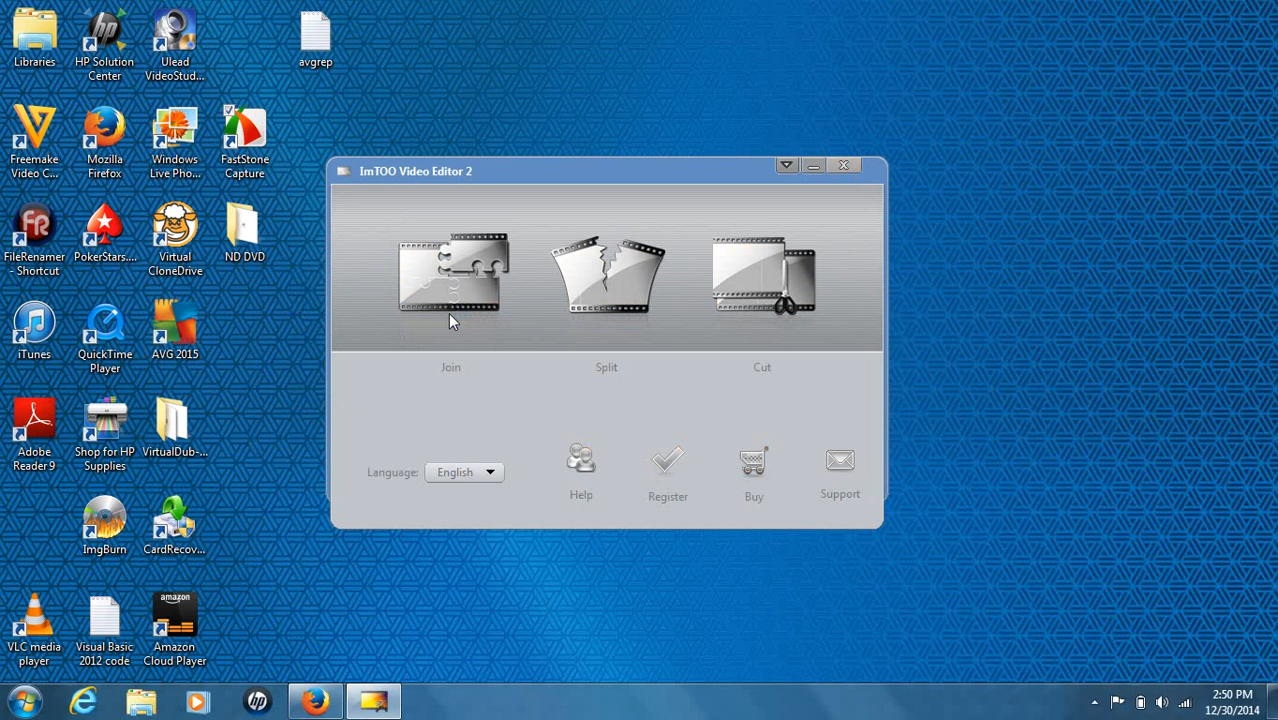 Libraries
HP Solution
Center
Ulead
VideoStud...
avgrep
Freemake
Video C...
Mozilla
Firefox
Windows
Live Pho...
FastStone
Capture
FR
FileRenamer
- Shortcut
PokerStars....
Virtual
CloneDrive
ND DVD
iTunes
QuickTime
Player
AVG 2015
Adobe
Reader 9
Shop for HP
Supplies
VirtualDub-...
ImgBurn
CardRecov...
VLC media
player
Visual Basic
2012 code
amazon
Amazon
Cloud Player
ImTOO Video Editor 2
Join
Split
Cut
Language:
English
Help
Register
Buy
Support
2:50 PM
12/30/2014